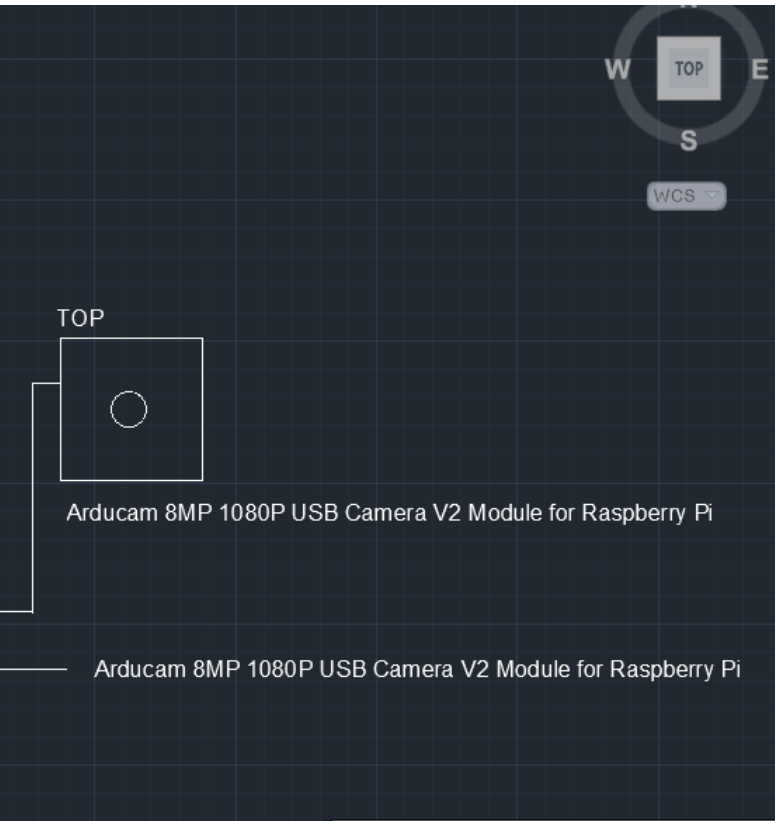 W TOP E
S
WCS
TOP
Arducam 8MP 1080P USB Camera V2 Module for Raspberry Pi
Arducam 8MP 1080P USB Camera V2 Module for Raspberry Pi